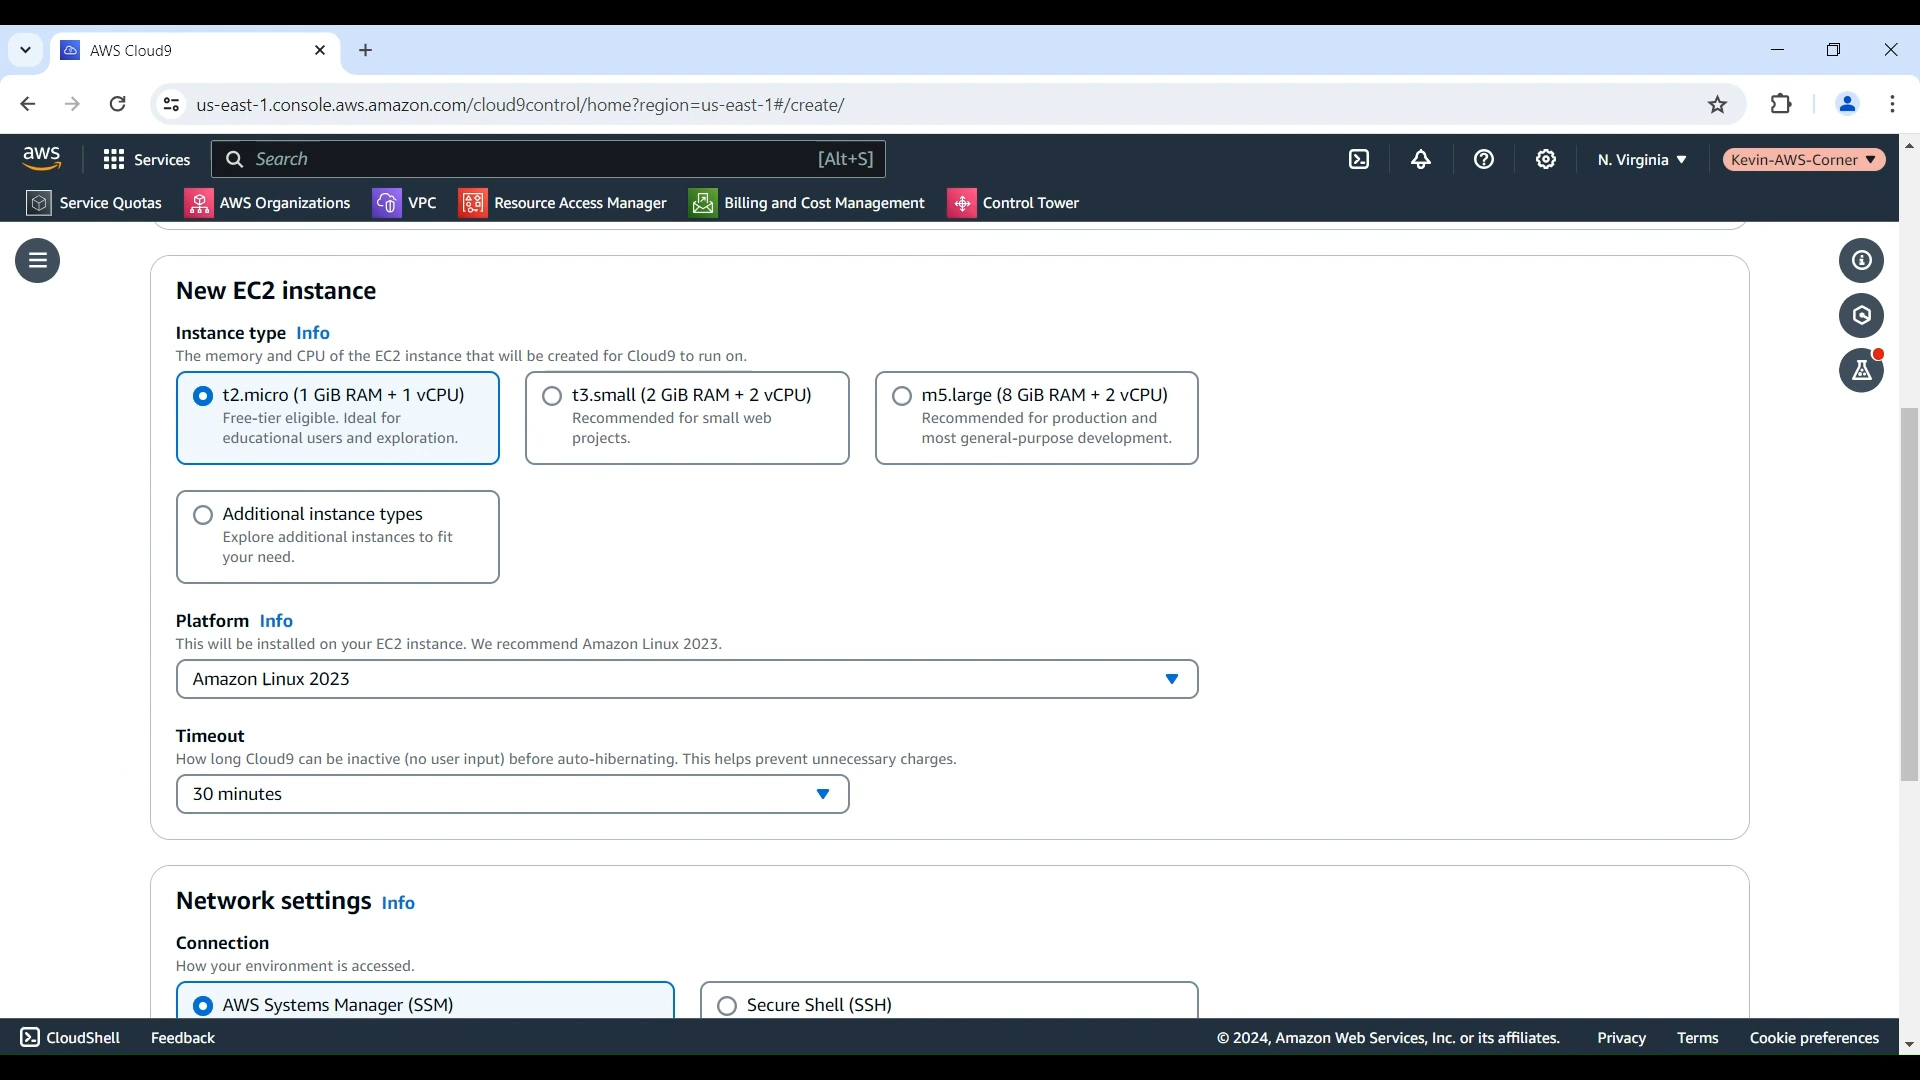 AWS Cloud9
us-east-1.console.aws.amazon.com/cloud9control/home?region=us-east-1#/create/
aws Services Search [Alt+S] N. Virginia Kevin-AWS-Corner
Service Quotas AWS Organizations VPC Resource Access Manager Billing and Cost Management Control Tower
New EC2 instance
Instance type Info
The memory and CPU of the EC2 instance that will be created for Cloud9 to run on.
t2.micro (1 GiB RAM + 1 vCPU)
Free-tier eligible. Ideal for
educational users and exploration.
t3.small (2 GiB RAM + 2 vCPU)
Recommended for small web
projects.
m5.large (8 GiB RAM + 2 vCPU)
Recommended for production and
most general-purpose development.
Additional instance types
Explore additional instances to fit
your need.
Platform Info
This will be installed on your EC2 instance. We recommend Amazon Linux 2023.
Amazon Linux 2023
Timeout
How long Cloud9 can be inactive (no user input) before auto-hibernating. This helps prevent unnecessary charges.
30 minutes
Network settings Info
Connection
How your environment is accessed.
AWS Systems Manager (SSM)
Secure Shell (SSH)
CloudShell Feedback © 2024, Amazon Web Services, Inc. or its affiliates. Privacy Terms Cookie preferences